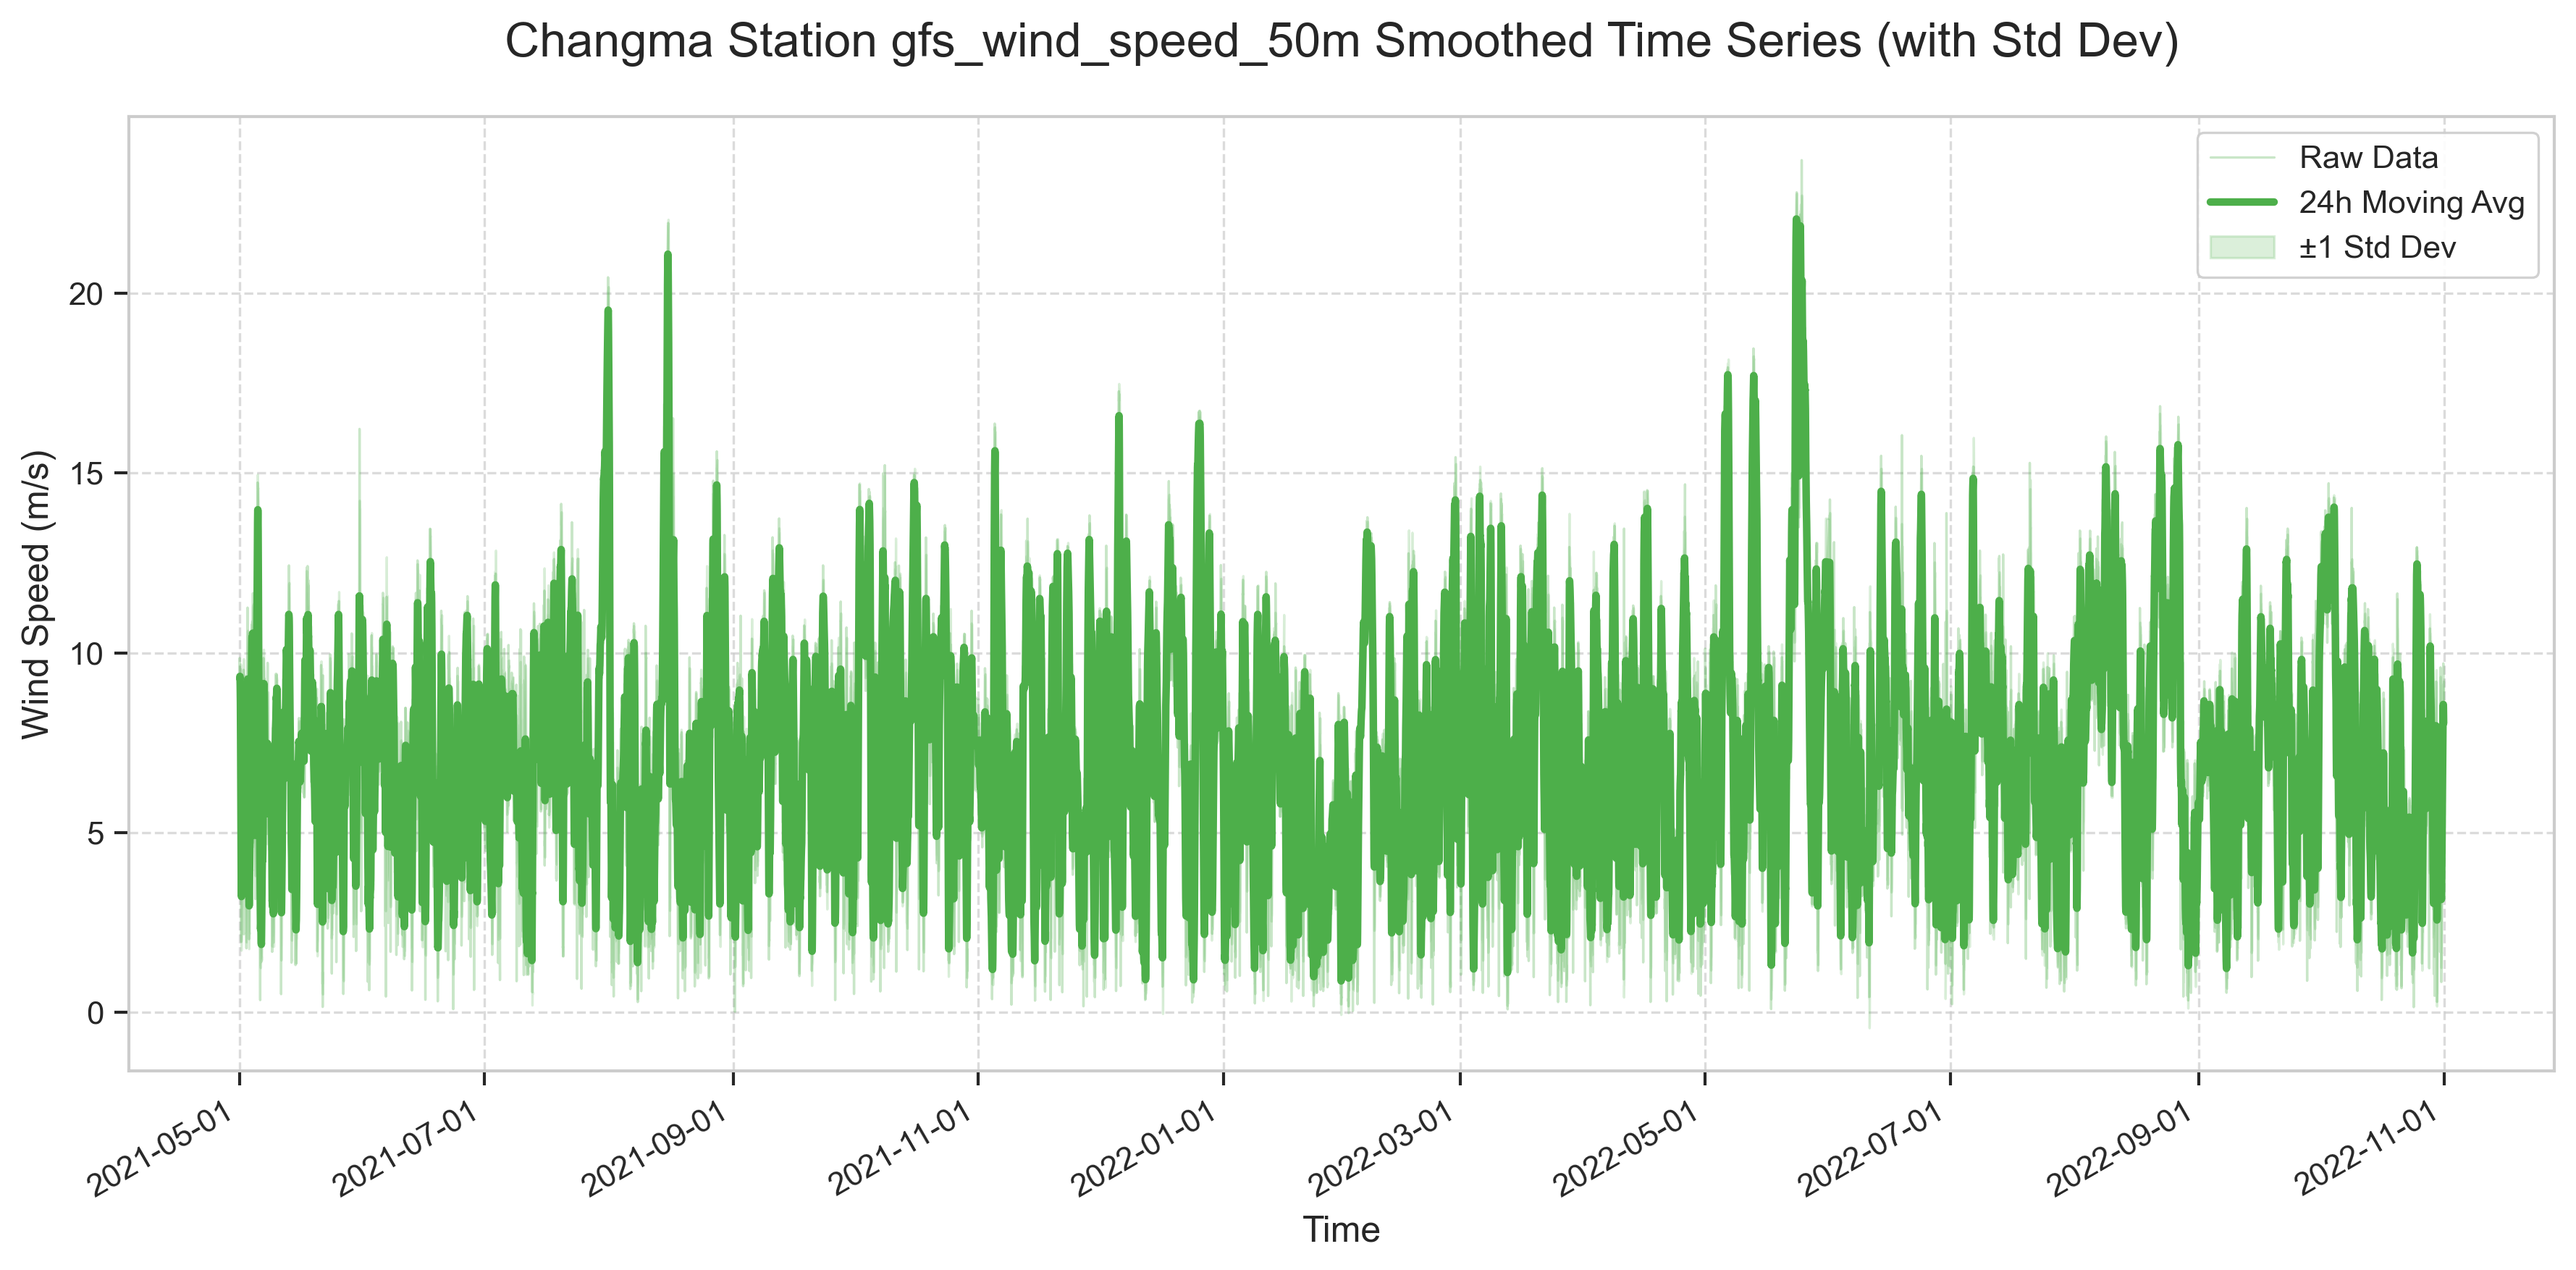 Changma Station gfs_wind_speed_50m Smoothed Time Series (with Std Dev)
Raw Data
24h Moving Avg
±1 Std Dev
Wind Speed (m/s)
20
15
10
5
0
2021-05-01
2021-07-01
2021-09-01
2021-11-01
2022-01-01
2022-03-01
2022-05-01
2022-07-01
2022-09-01
2022-11-01
Time